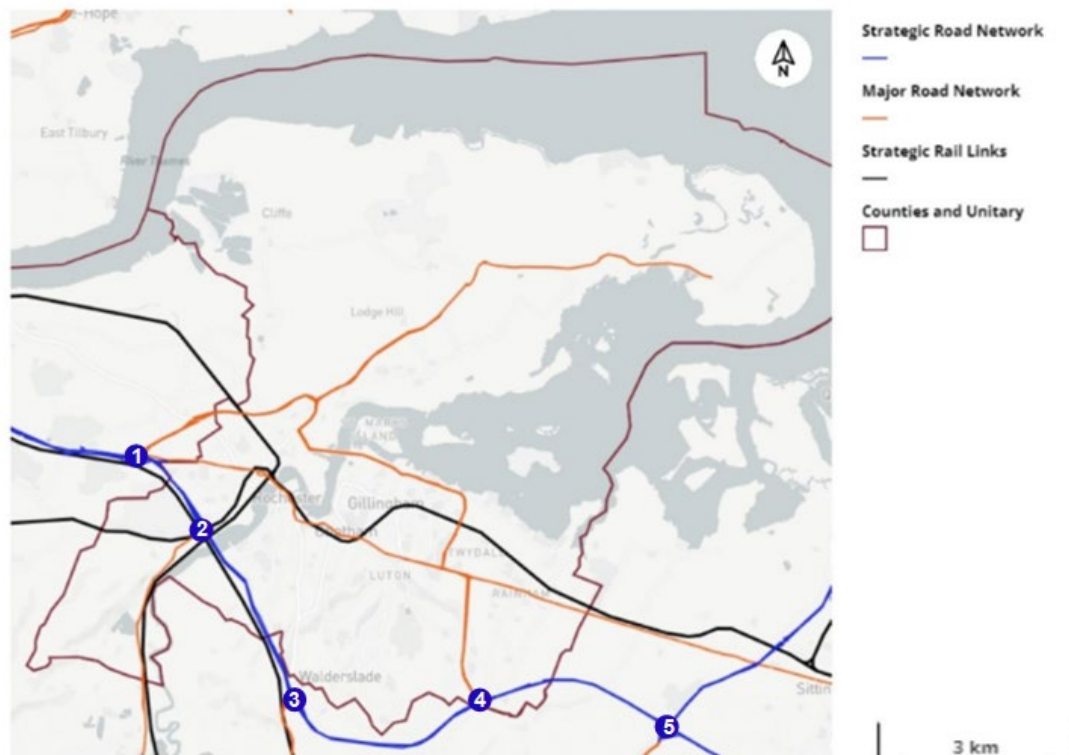 e-Hope
N
East Tilbury
River Thames
Cliffe
Lodge Hill
1
2
Rochester
Gillingham
Chatham
TWYDALL
LUTON
RAINHAM
Walderslade
3
4
5
Sittin
Strategic Road Network
Major Road Network
Strategic Rail Links
Counties and Unitary
3 km